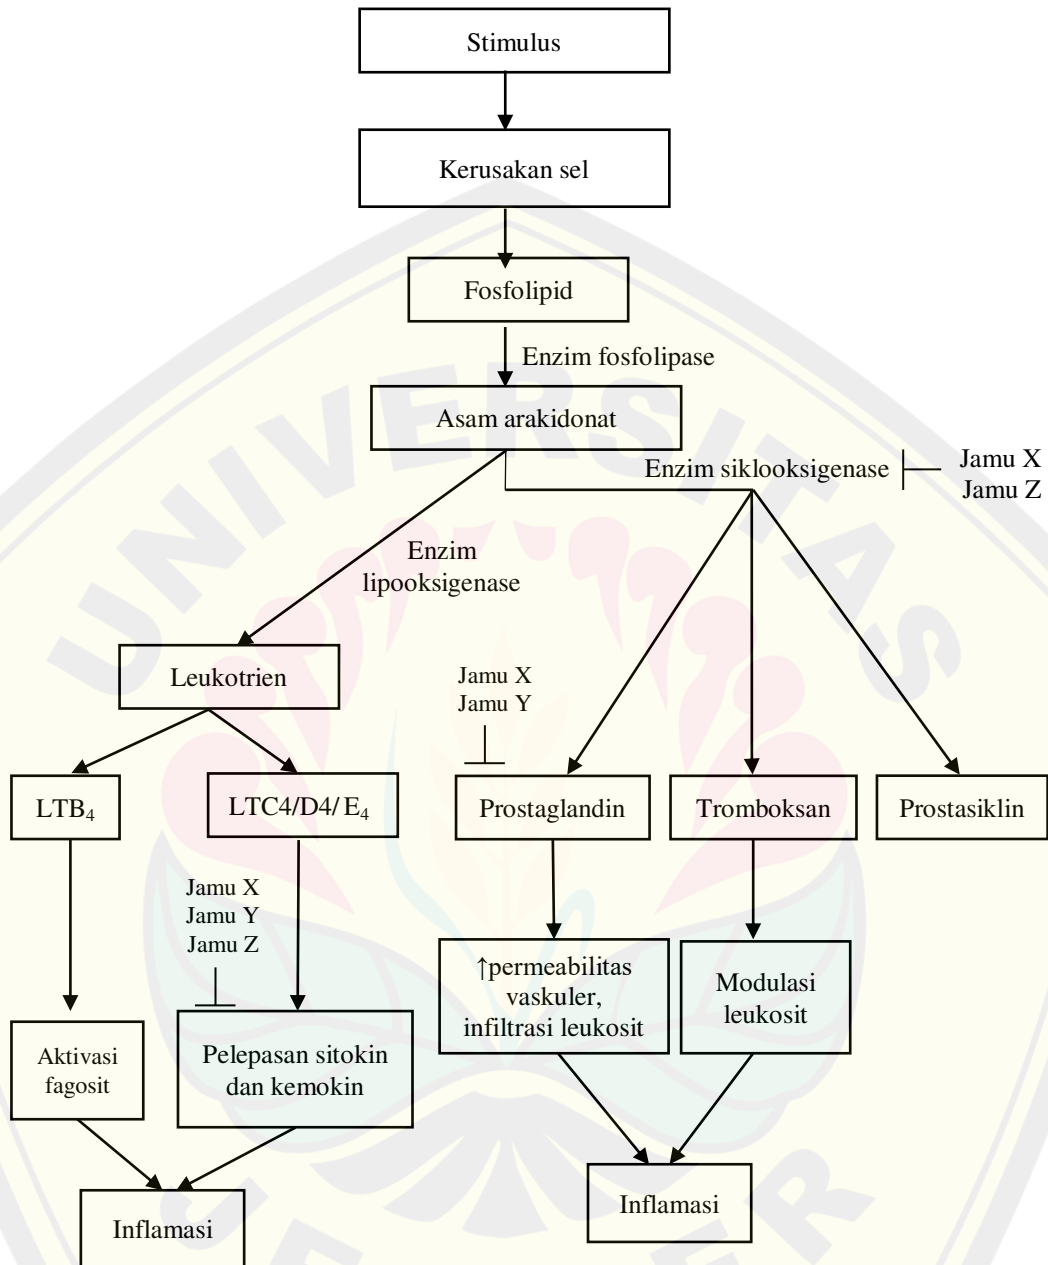 Stimulus
Kerusakan sel
Fosfolipid
Enzim fosfolipase
Asam arakidonat
Enzim siklooksigenase
Jamu X
Jamu Z
Enzim
lipooksigenase
Leukotrien
Jamu X
Jamu Y
LTB₄
LTC4/D4/ E₄
Prostaglandin
Tromboksan
Prostasiklin
Jamu X
Jamu Y
Jamu Z
↑permeabilitas
vaskuler,
infiltrasi leukosit
Modulasi
leukosit
Aktivasi
fagosit
Pelepasan sitokin
dan kemokin
Inflamasi
Inflamasi
UNIVERSITAS